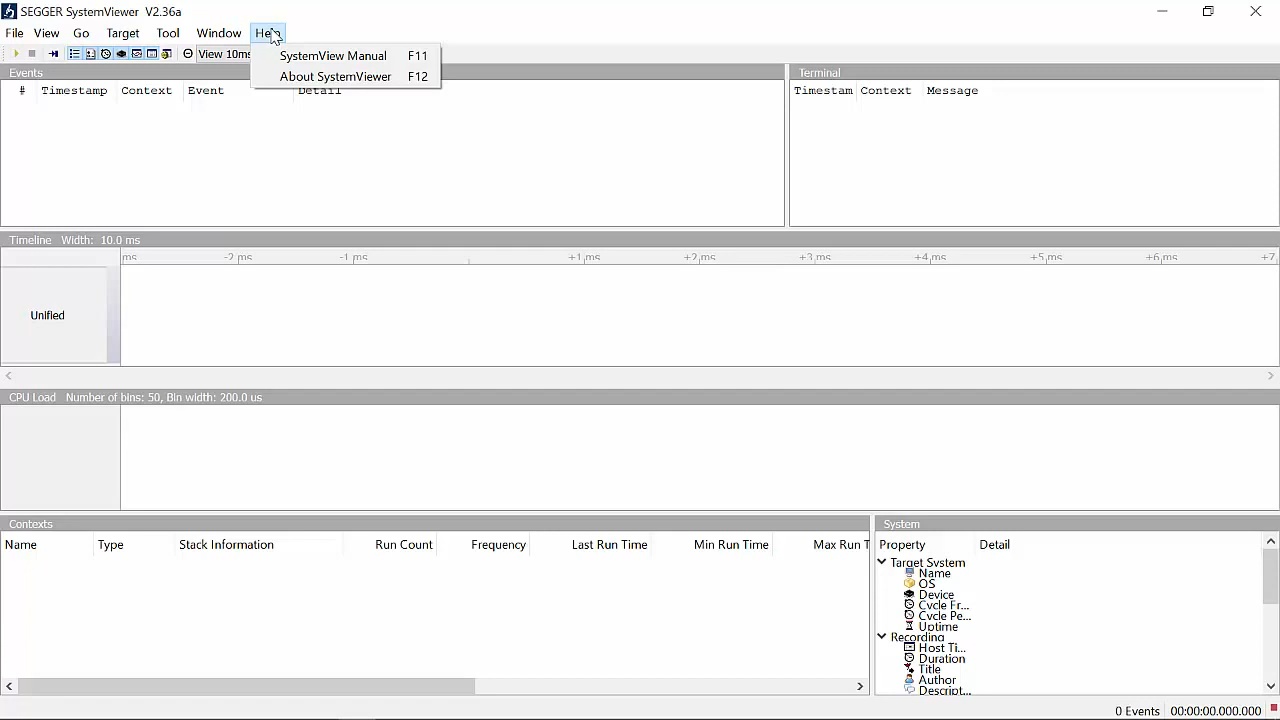 SEGGER SystemViewer V2.36a
File View Go Target Tool Window Help
SystemView Manual F11
About SystemViewer F12
View 10ms
Events
# Timestamp Context Event Detail
Terminal
Timestam Context Message
Timeline Width: 10.0 ms
ms -2 ms -1 ms +1 ms +2 ms +3 ms +4 ms +5 ms +6 ms +7
Unified
CPU Load Number of bins: 50, Bin width: 200.0 us
Contexts
Name Type Stack Information Run Count Frequency Last Run Time Min Run Time Max Run T
System
Property Detail
Target System
Name
OS
Device
Cycle Fr...
Cycle Pe...
Uptime
Recording
Host Ti...
Duration
Title
Author
Descript...
0 Events 00:00:00.000.000